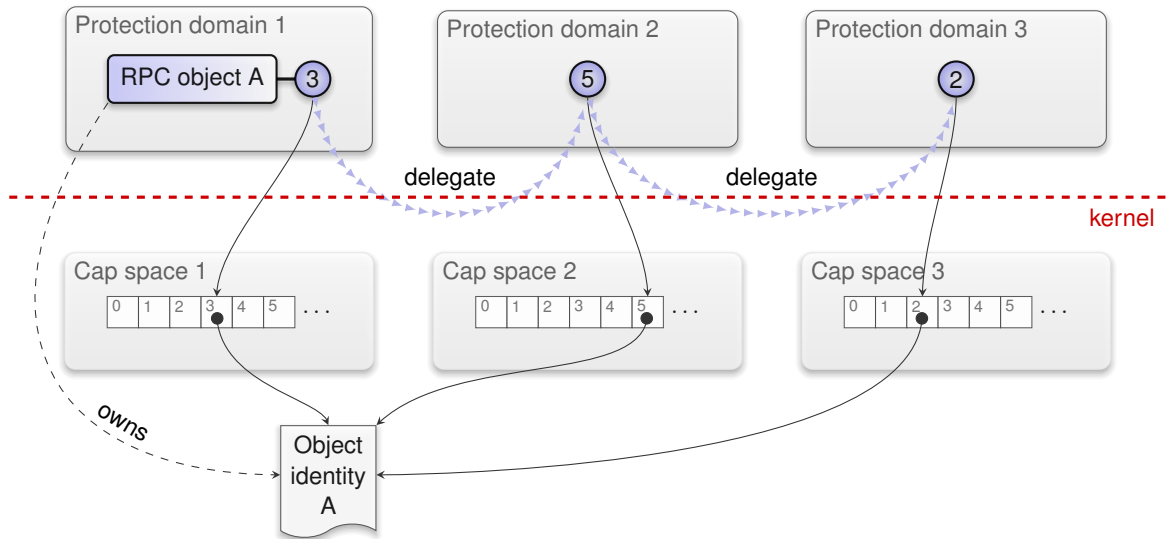 Protection domain 1
Protection domain 2
Protection domain 3
RPC object A
3
5
2
delegate
delegate
kernel
Cap space 1
0 1 2 3 4 5 ...
Cap space 2
0 1 2 3 4 5 ...
Cap space 3
0 1 2 3 4 5 ...
owns
Object
identity
A